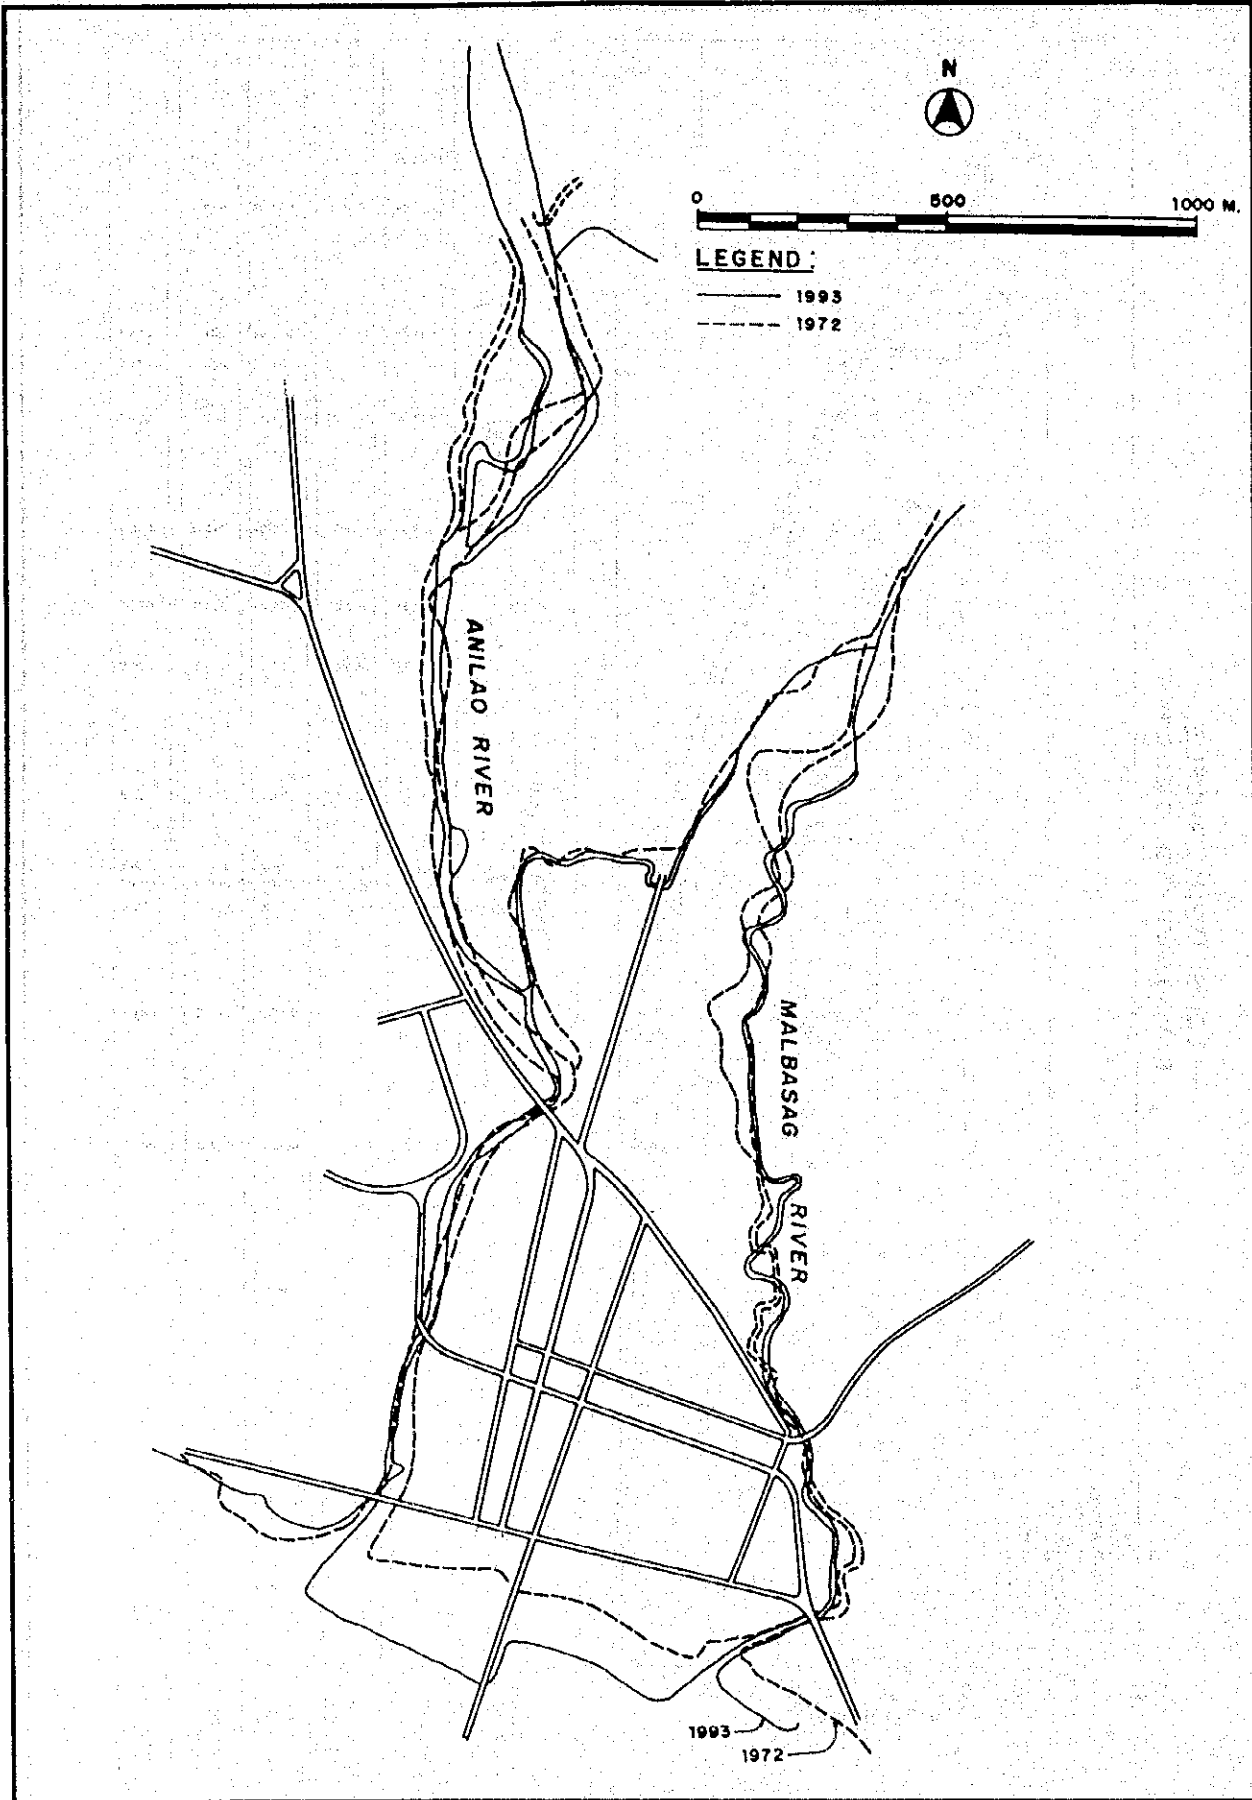 N
0 500 1000 M.
LEGEND :
1993
1972
ANILAO RIVER
MALBASAG RIVER
1993
1972